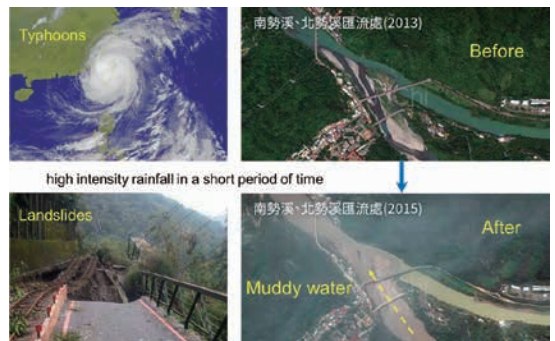 Typhoons
南勢溪、北勢溪匯流處(2013)
Before
high intensity rainfall in a short period of time
Landslides
南勢溪、北勢溪匯流處(2015)
After
Muddy water